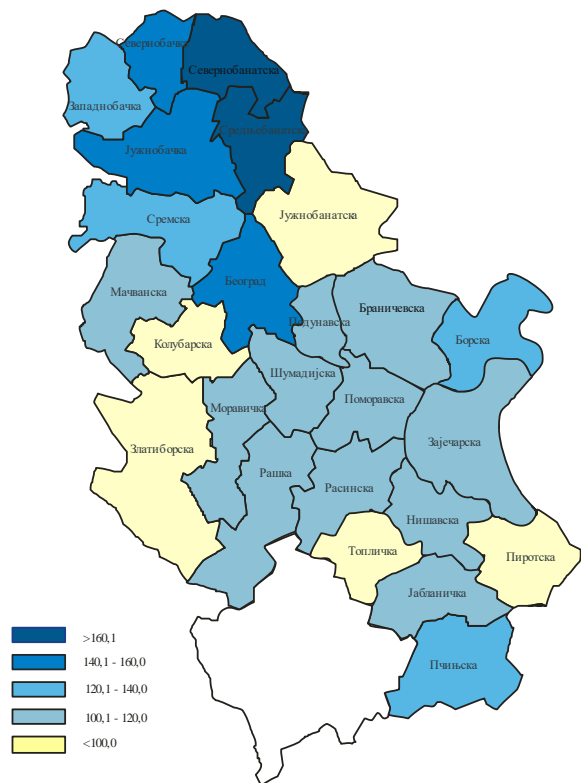 Севернобачка
Севернобанатска
Западнобачка
Средњебанатска
Јужнобачка
Јужнобанатска
Сремска
Београд
Мачванска
Подунавска
Браничевска
Борска
Колубарска
Шумадијска
Моравичка
Поморавска
Златиборска
Зајечарска
Рашка
Расинска
Нишавска
Топличка
Пиротска
Јабланичка
Пчињска
>160,1
140,1 - 160,0
120,1 - 140,0
100,1 - 120,0
<100,0